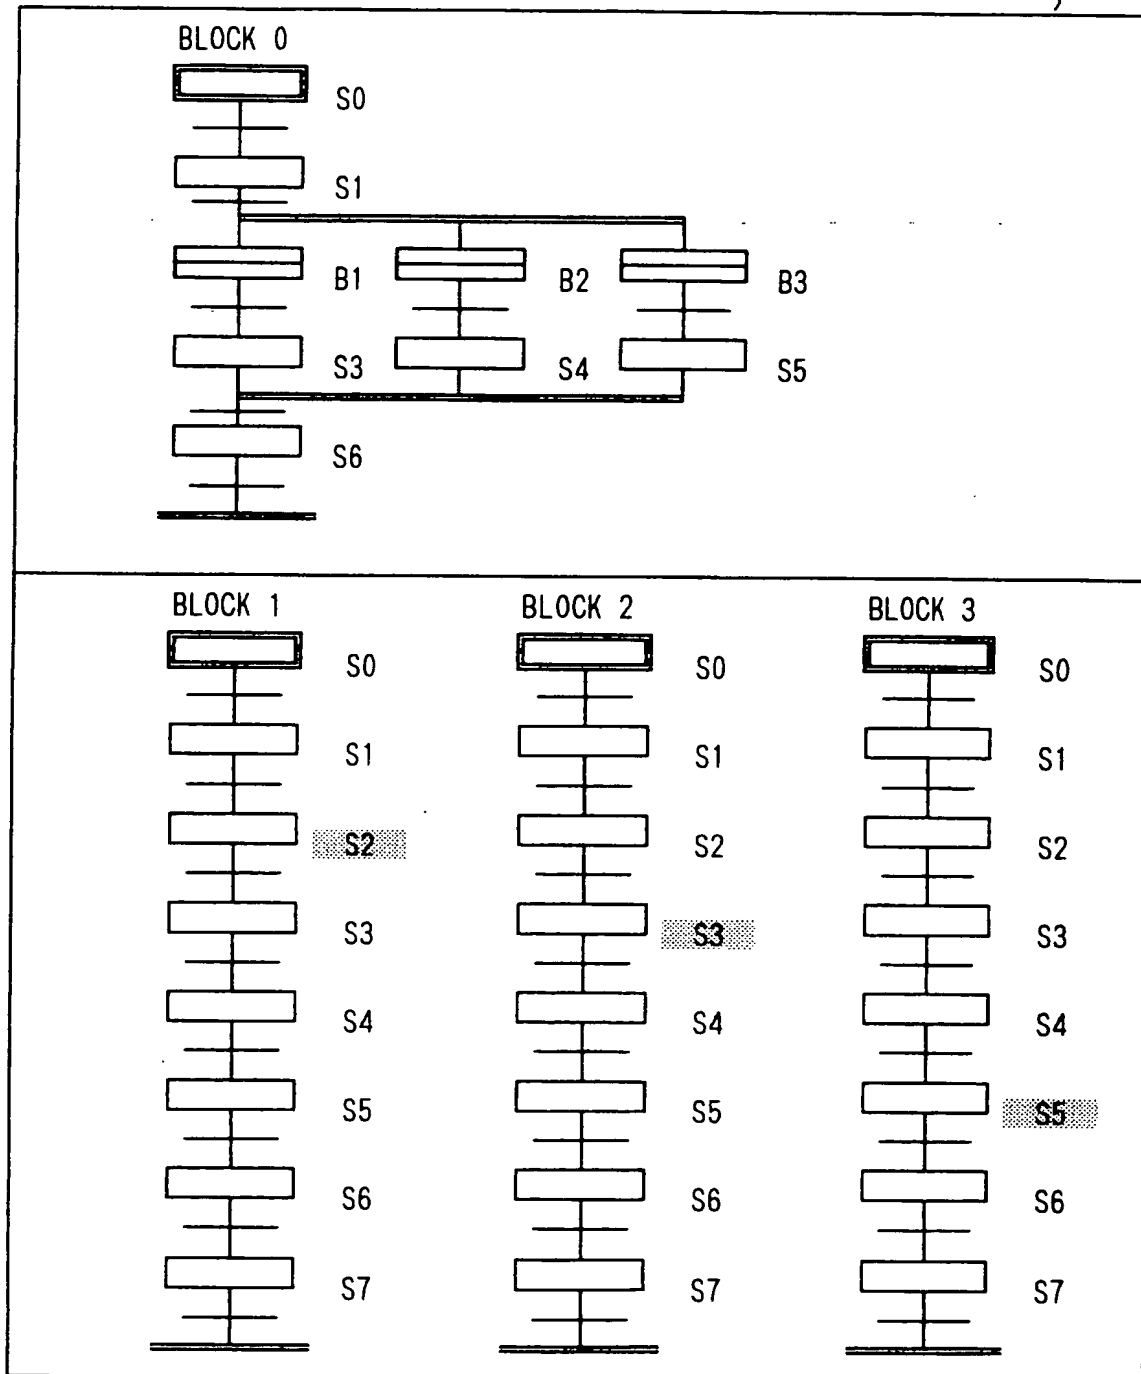 BLOCK 0
S0
S1
B1 B2 B3
S3 S4 S5
S6
BLOCK 1 BLOCK 2 BLOCK 3
S0 S0 S0
S1 S1 S1
S2 S2 S2
S3 S3 S3
S4 S4 S4
S5 S5 S5
S6 S6 S6
S7 S7 S7